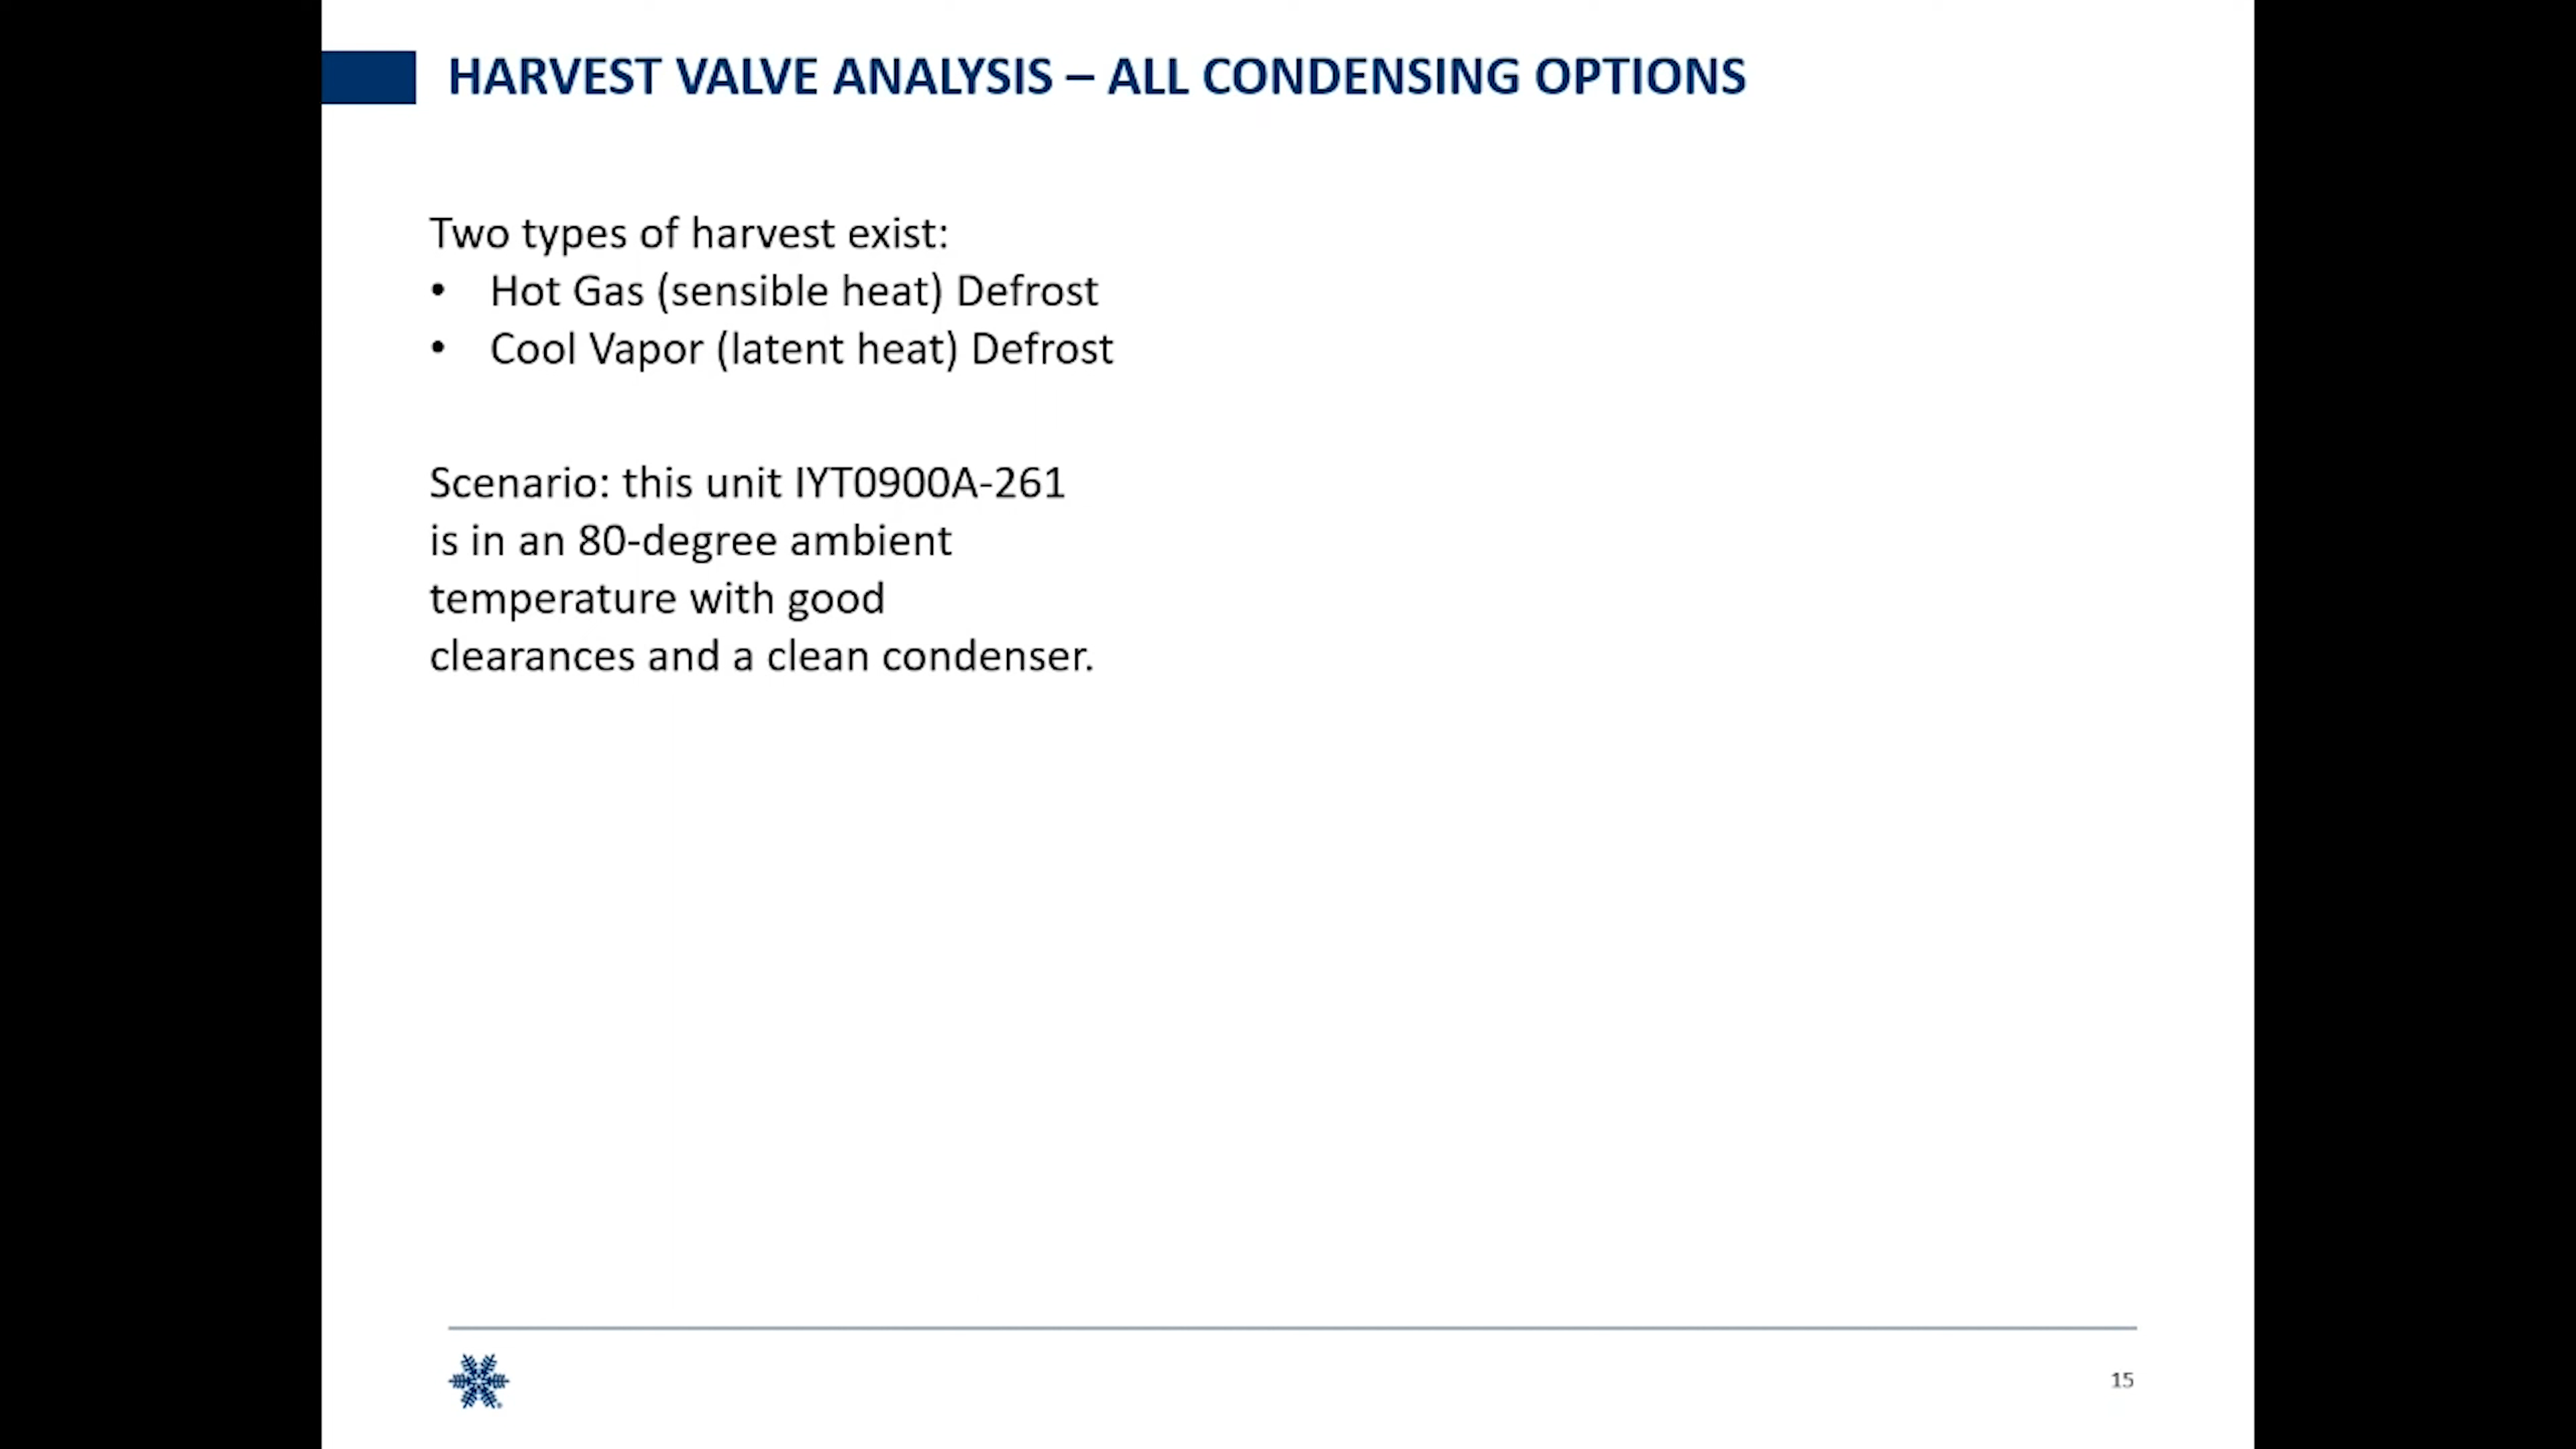 HARVEST VALVE ANALYSIS – ALL CONDENSING OPTIONS
Two types of harvest exist:
• Hot Gas (sensible heat) Defrost
• Cool Vapor (latent heat) Defrost
Scenario: this unit IYT0900A-261
is in an 80-degree ambient
temperature with good
clearances and a clean condenser.
15